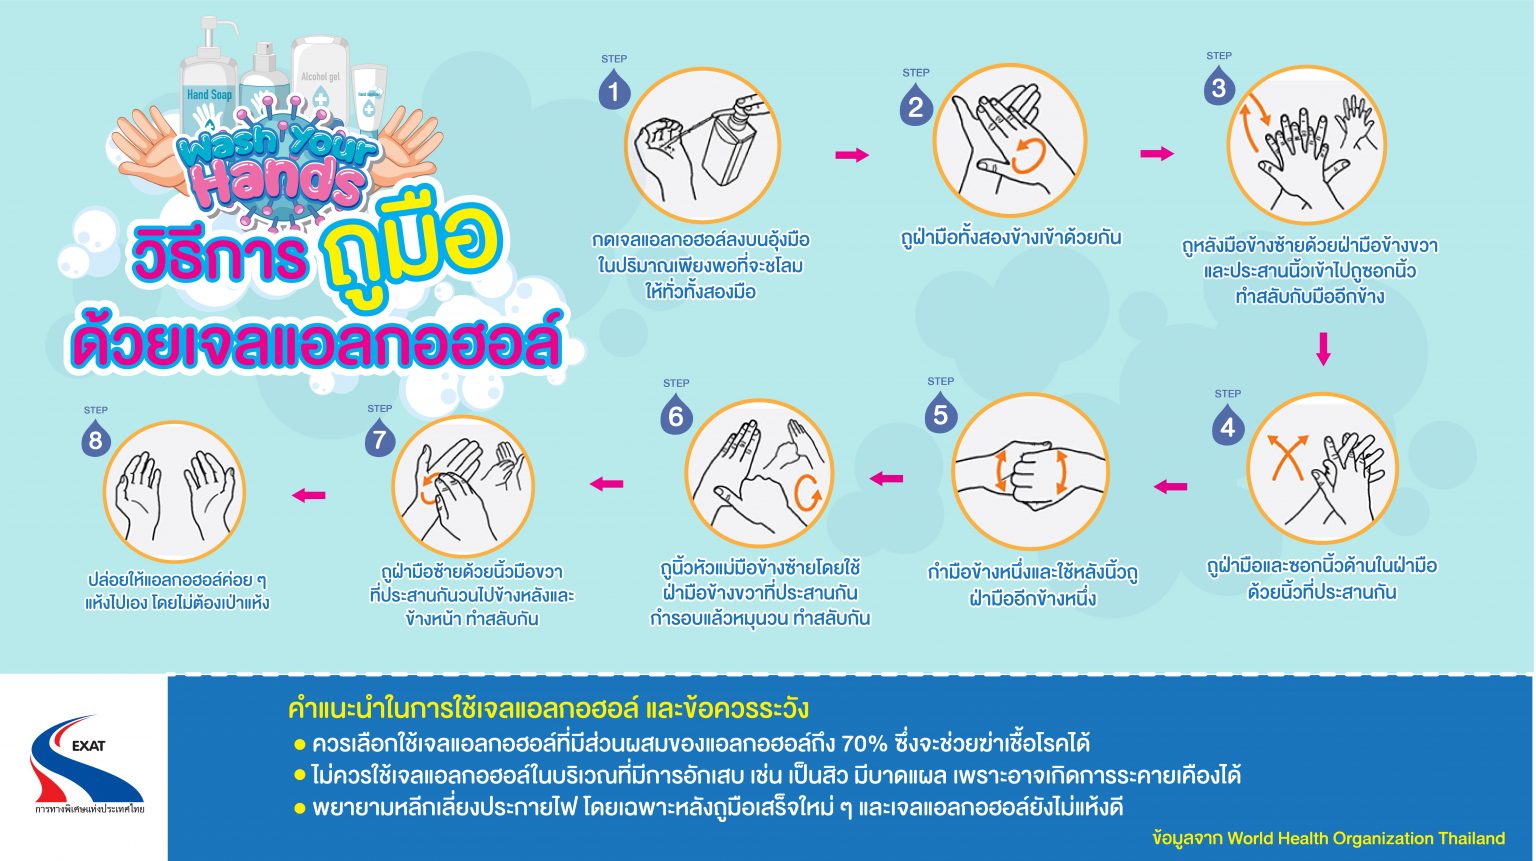 Hand Soap
Alcohol gel
Wash Your
Hands
วิธีการ ถูมือ
ด้วยเจลแอลกอฮอล์
STEP
1
กดเจลแอลกอฮอล์ลงบนอุ้งมือ
ในปริมาณเพียงพอที่จะชโลม
ให้ทั่วทั้งสองมือ
STEP
2
ถูฝ่ามือทั้งสองข้างเข้าด้วยกัน
STEP
3
ถูหลังมือข้างซ้ายด้วยฝ่ามือข้างขวา
และประสานนิ้วเข้าไปถูซอกนิ้ว
ทำสลับกับมืออีกข้าง
STEP
4
ถูฝ่ามือและซอกนิ้วด้านในฝ่ามือ
ด้วยนิ้วที่ประสานกัน
STEP
5
กำมือข้างหนึ่งและใช้หลังนิ้วถู
ฝ่ามืออีกข้างหนึ่ง
STEP
6
ถูนิ้วหัวแม่มือข้างซ้ายโดยใช้
ฝ่ามือข้างขวาที่ประสานกัน
กำรอบแล้วหมุนวน ทำสลับกัน
STEP
7
ถูฝ่ามือซ้ายด้วยนิ้วมือขวา
ที่ประสานกันวนไปข้างหลังและ
ข้างหน้า ทำสลับกัน
STEP
8
ปล่อยให้แอลกอฮอล์ค่อย ๆ
แห้งไปเอง โดยไม่ต้องเป่าแห้ง
EXAT
การทางพิเศษแห่งประเทศไทย
คำแนะนำในการใช้เจลแอลกอฮอล์ และข้อควรระวัง
● ควรเลือกใช้เจลแอลกอฮอล์ที่มีส่วนผสมของแอลกอฮอล์ถึง 70% ซึ่งจะช่วยฆ่าเชื้อโรคได้
● ไม่ควรใช้เจลแอลกอฮอล์ในบริเวณที่มีการอักเสบ เช่น เป็นสิว มีบาดแผล เพราะอาจเกิดการระคายเคืองได้
● พยายามหลีกเลี่ยงประกายไฟ โดยเฉพาะหลังถูมือเสร็จใหม่ ๆ และเจลแอลกอฮอล์ยังไม่แห้งดี
ข้อมูลจาก World Health Organization Thailand